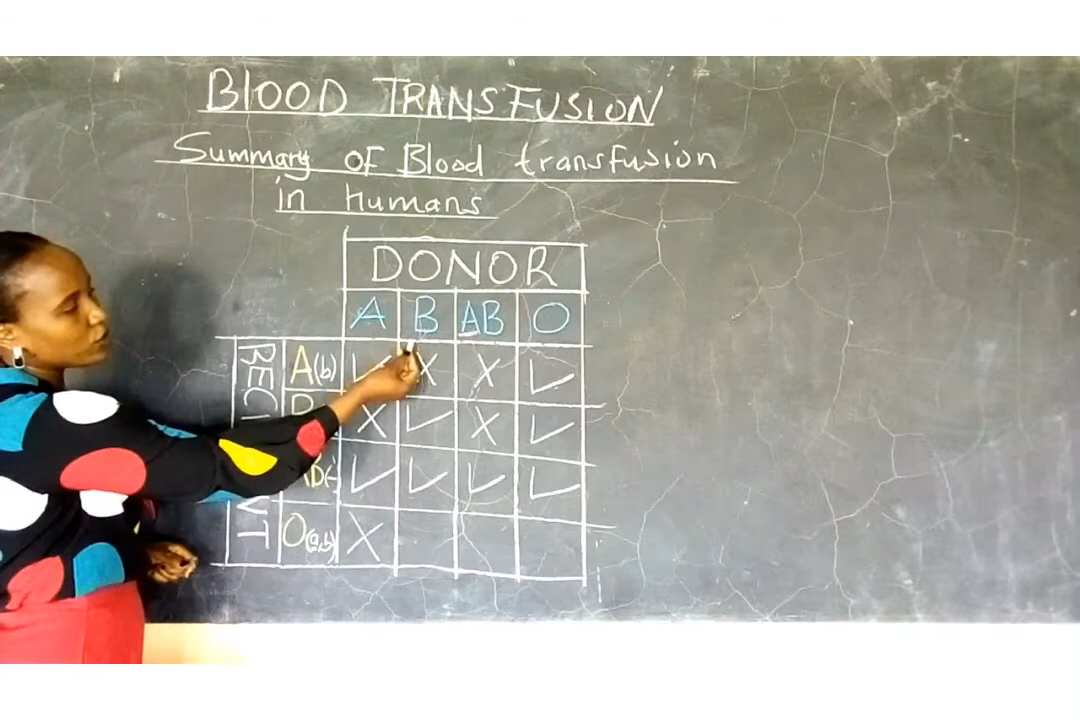 BLOOD TRANSFUSION
Summary of Blood transfusion
in humans
DONOR
A B AB O
A(b) ✓ X X ✓
X ✓ X ✓
✓ ✓ ✓ ✓
O(a,b) X